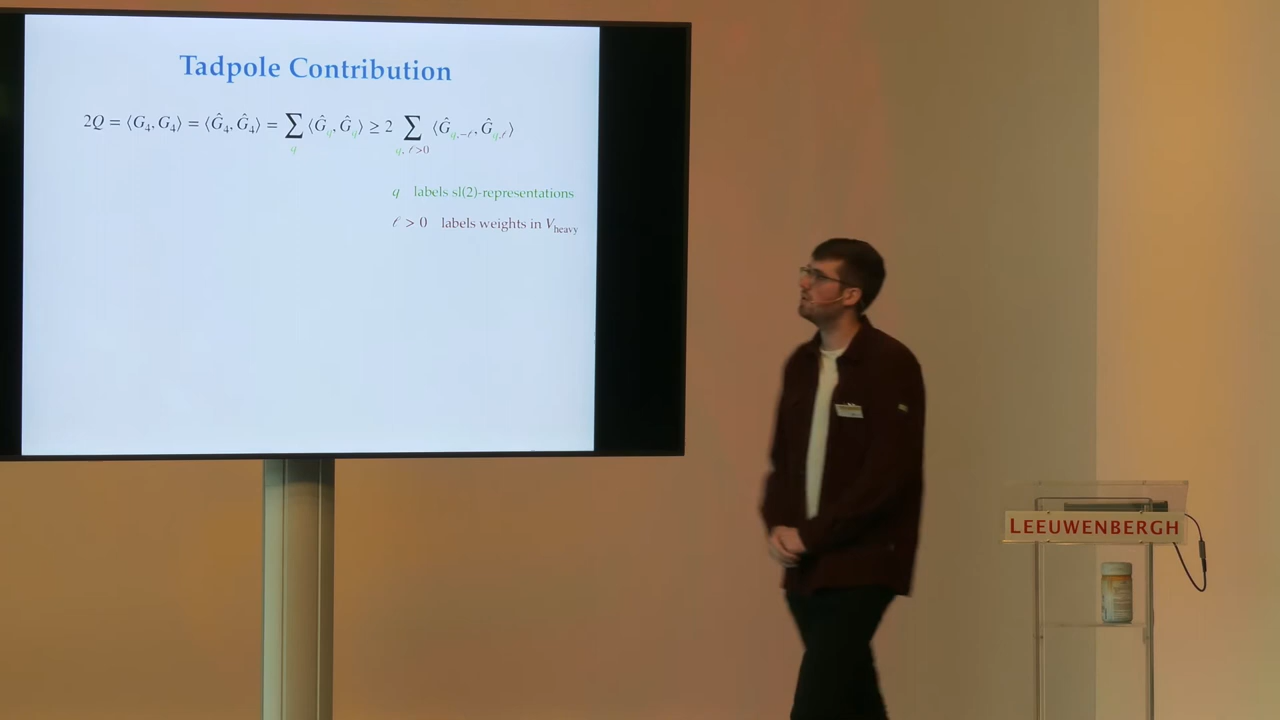 Tadpole Contribution
2Q = ⟨G₄, G₄⟩ = ⟨Ĝ₄, Ĝ₄⟩ = ∑_q ⟨Ĝ_q, Ĝ_q⟩ ≥ 2 ∑_{q, ℓ>0} ⟨Ĝ_{q,−ℓ}, Ĝ_{q,ℓ}⟩
q labels sl(2)-representations
ℓ > 0 labels weights in V_heavy
LEEUWENBERGH